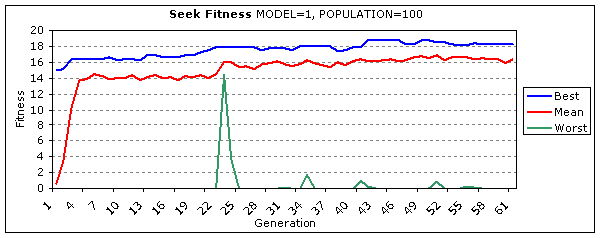 Seek Fitness MODEL=1, POPULATION=100
20
18
16
14
12
10
8
6
4
2
0
Fitness
1 4 7 10 13 16 19 22 25 28 31 34 37 40 43 46 49 52 55 58 61
Generation
Best
Mean
Worst